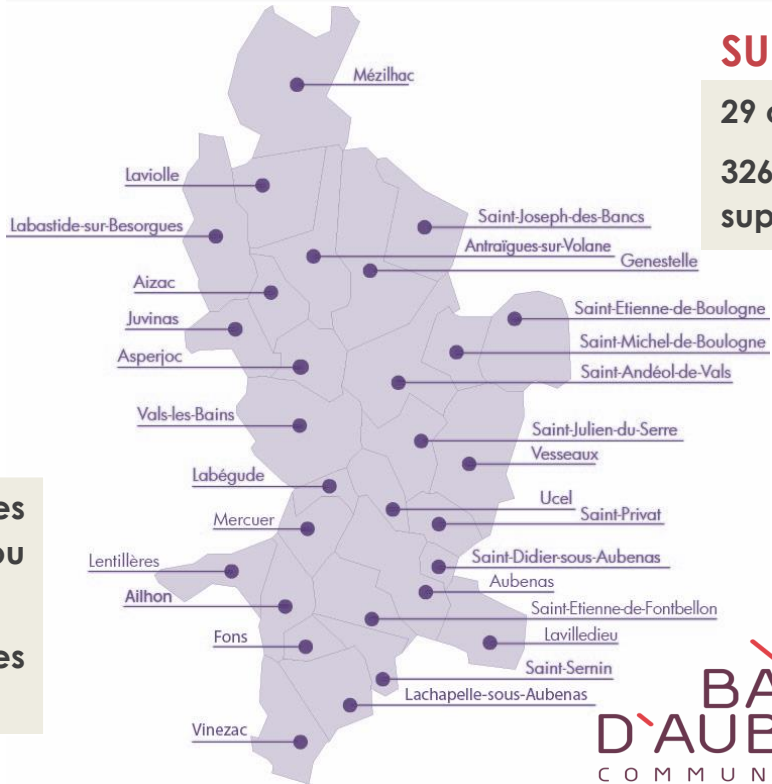 Mézilhac
SU
29
326
sup
Laviolle
Labastide-sur-Besorgues
Saint-Joseph-des-Bancs
Antraïgues-sur-Volane
Genestelle
Aizac
Saint-Etienne-de-Boulogne
Juvinas
Saint-Michel-de-Boulogne
Asperjoc
Saint-Andéol-de-Vals
Vals-les-Bains
Saint-Julien-du-Serre
Vesseaux
Labégude
Ucel
Mercuer
Saint-Privat
es
ou
Lentillères
Saint-Didier-sous-Aubenas
Aubenas
Ailhon
Saint-Etienne-de-Fontbellon
Fons
Lavilledieu
es
Saint-Sernin
Lachapelle-sous-Aubenas
Vinezac
BA
D'AUB
COMMUN